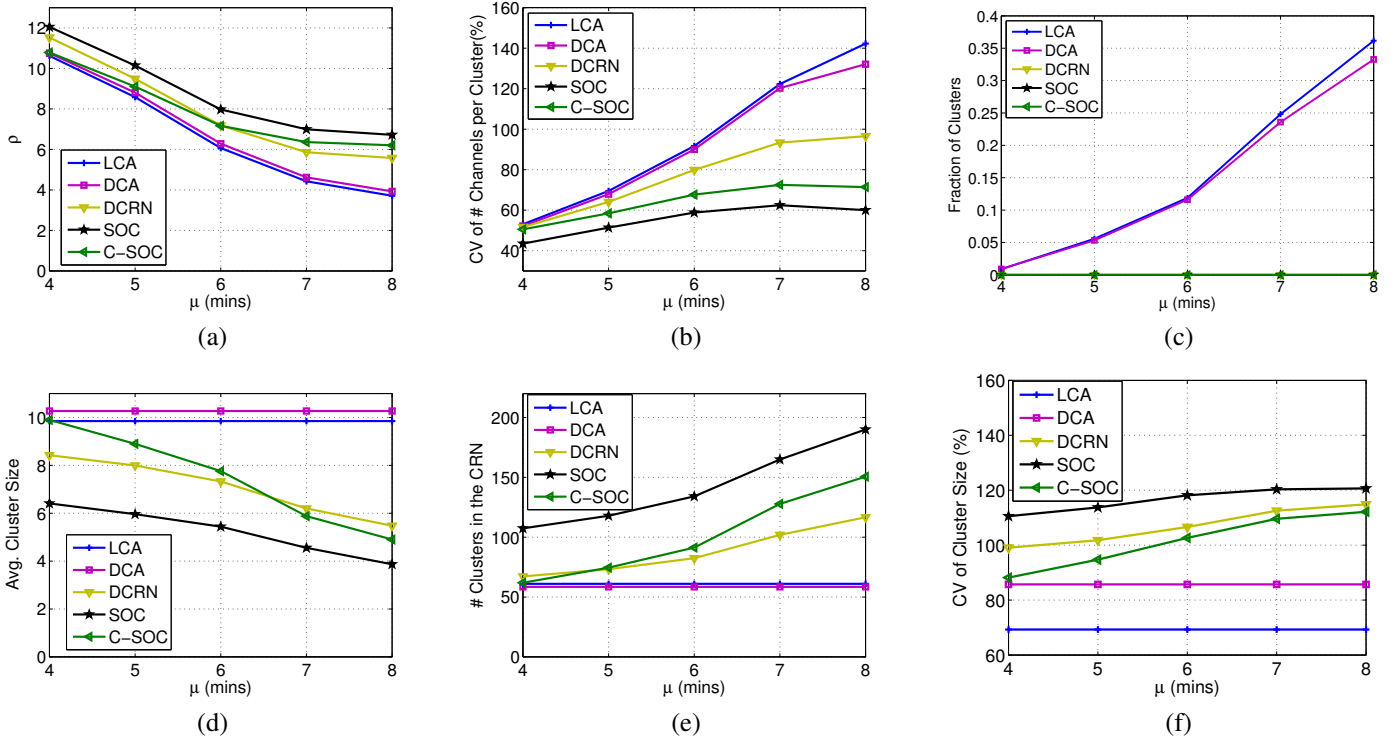 12
10
8
6
4
2
0
ρ
LCA
DCA
DCRN
SOC
C−SOC
4 5 6 7 8
μ (mins)
(a)
160
140
120
100
80
60
40
CV of # Channels per Cluster(%)
LCA
DCA
DCRN
SOC
C−SOC
4 5 6 7 8
μ (mins)
(b)
0.4
0.35
0.3
0.25
0.2
0.15
0.1
0.05
0
Fraction of Clusters
LCA
DCA
DCRN
SOC
C−SOC
4 5 6 7 8
μ (mins)
(c)
10
8
6
4
2
0
Avg. Cluster Size
LCA
DCA
DCRN
SOC
C−SOC
4 5 6 7 8
μ (mins)
(d)
200
150
100
50
0
# Clusters in the CRN
LCA
DCA
DCRN
SOC
C−SOC
4 5 6 7 8
μ (mins)
(e)
160
140
120
100
80
60
CV of Cluster Size (%)
LCA
DCA
DCRN
SOC
C−SOC
4 5 6 7 8
μ (mins)
(f)